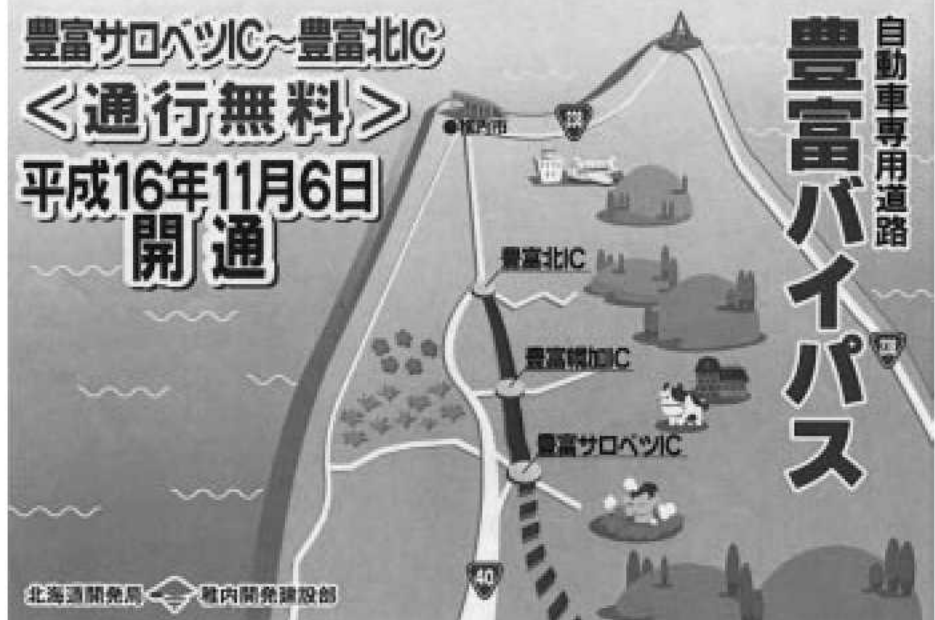 豊富サロベツIC～豊富北IC
＜通行無料＞
平成16年11月6日
開通
自動車専用道路
豊富バイパス
●稚内市
238
豊富北IC
豊富幌加IC
豊富サロベツIC
40
北海道開発局 稚内開発建設部